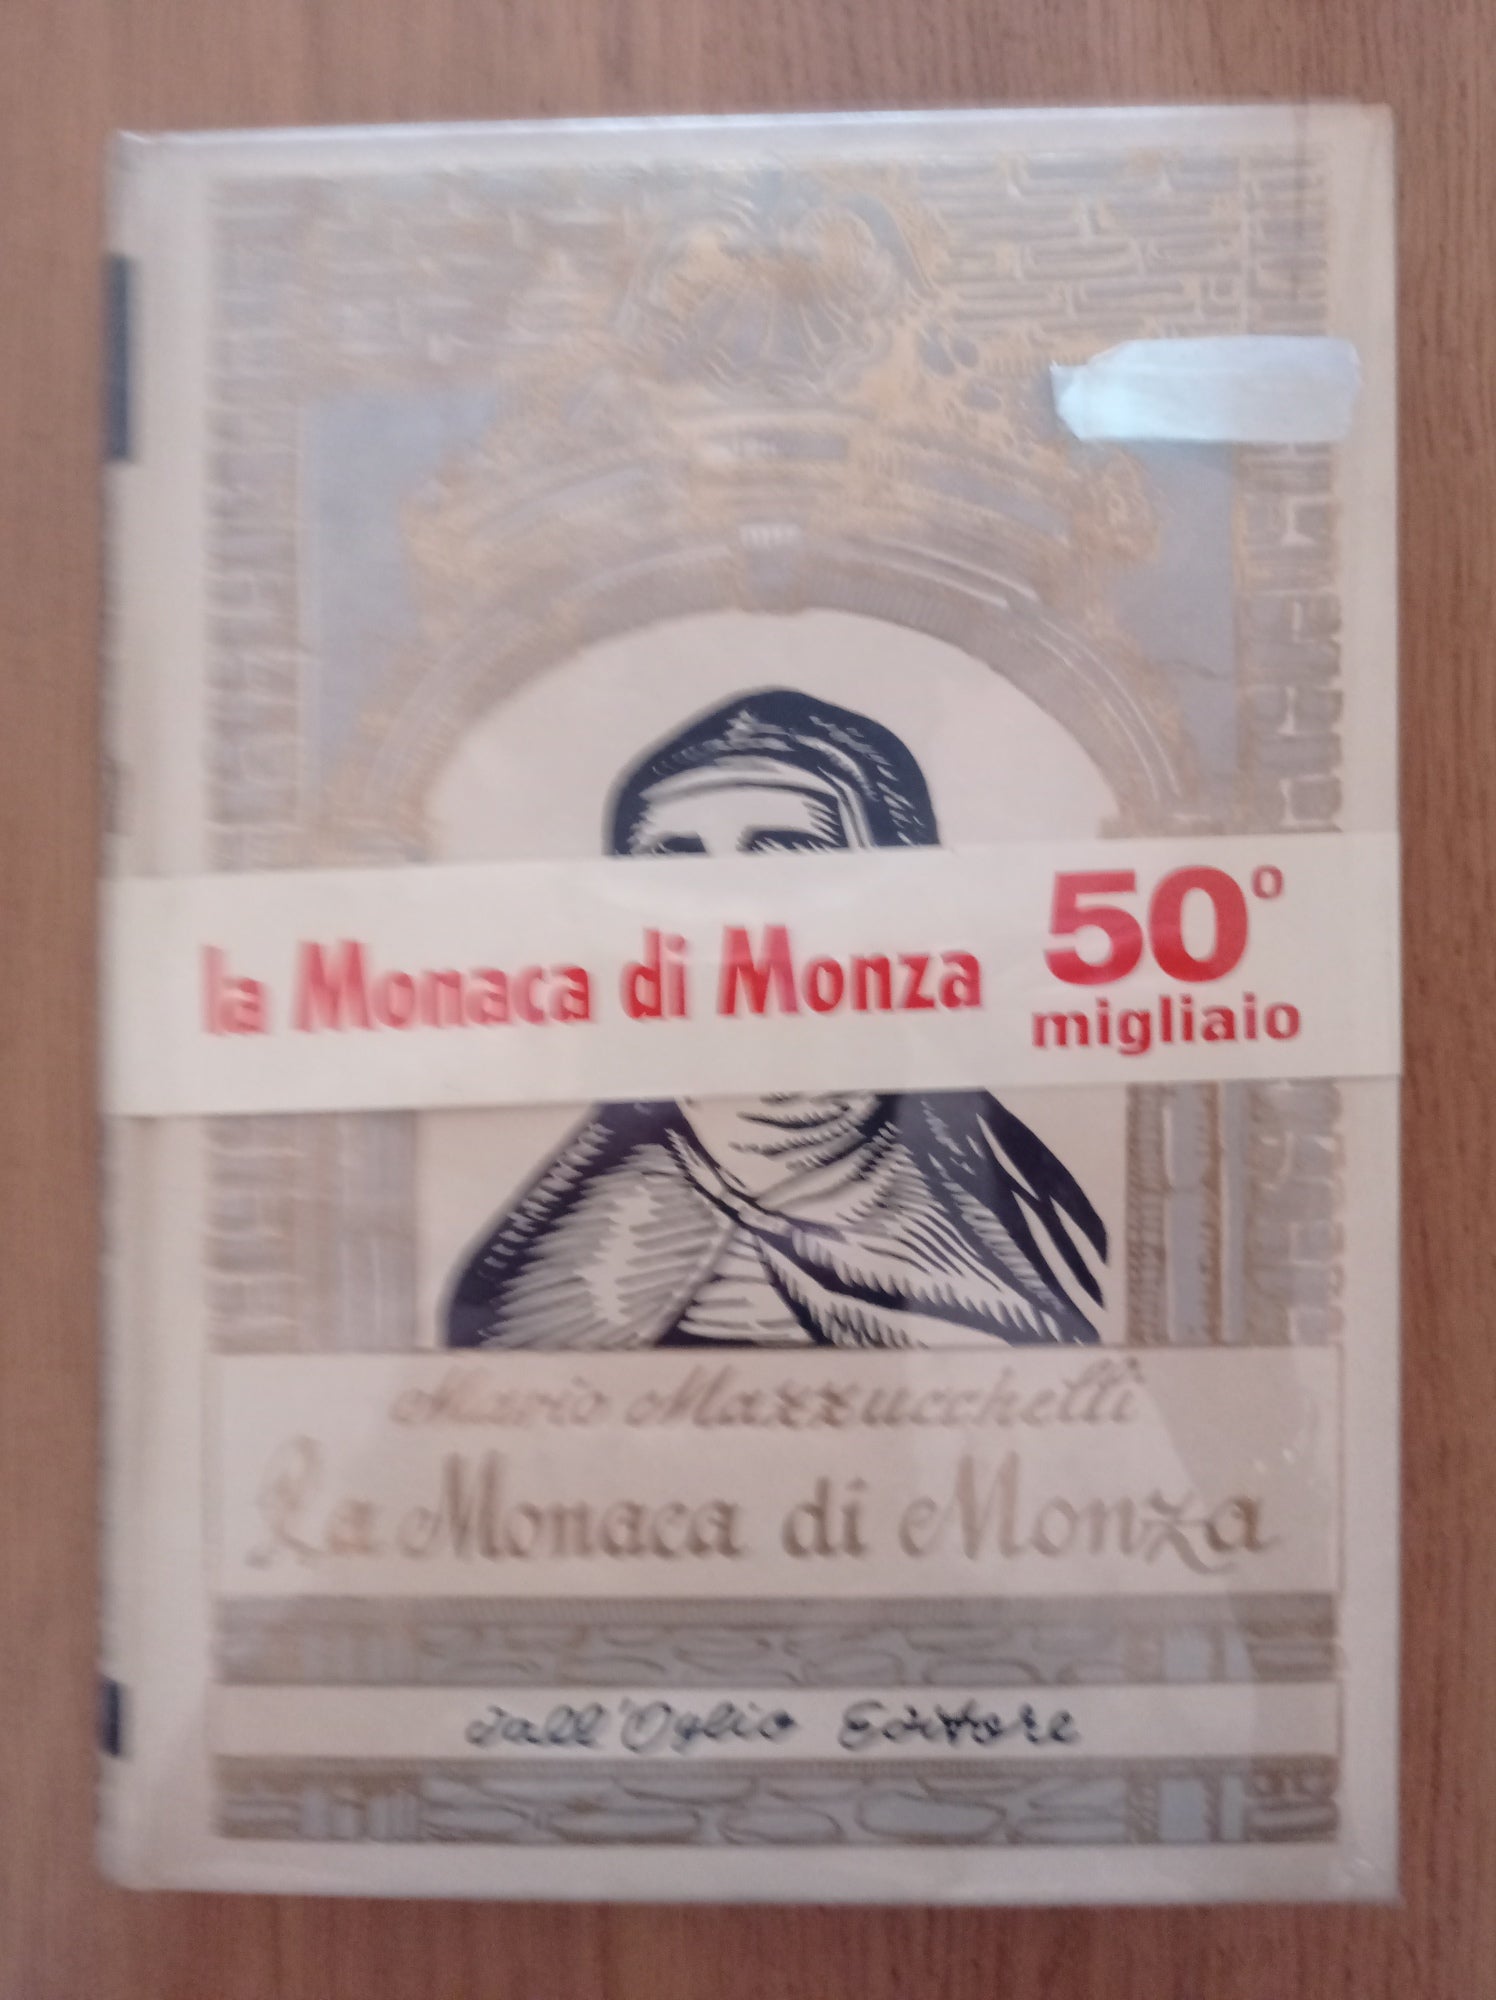 la Monaca di Monza
50°
migliaio
Mario Mazzucchelli
La Monaca di Monza
dall'Oglio Editore